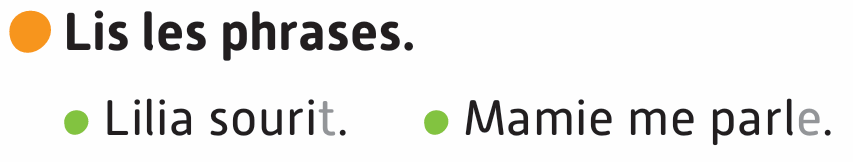 Lis les phrases.
Lilia sourit. Mamie me parle.